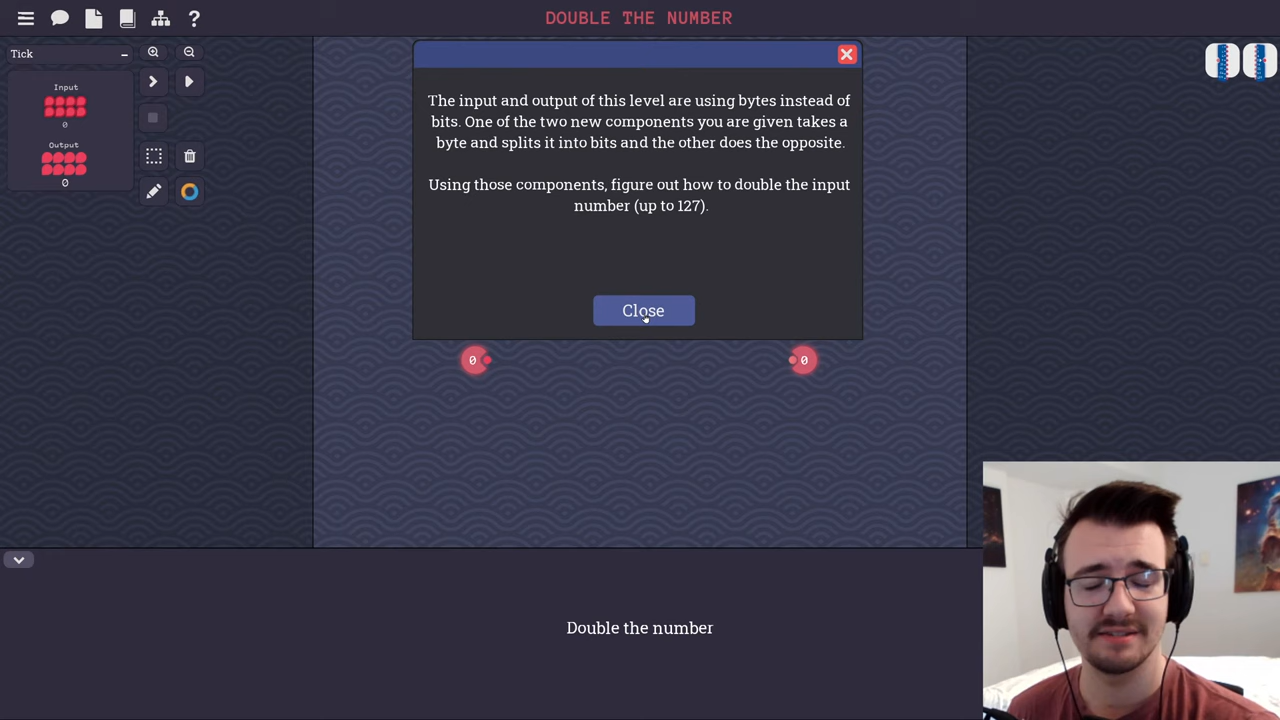 DOUBLE THE NUMBER
Tick
Input
0
Output
0
The input and output of this level are using bytes instead of
bits. One of the two new components you are given takes a
byte and splits it into bits and the other does the opposite.
Using those components, figure out how to double the input
number (up to 127).
Close
0
0
Double the number